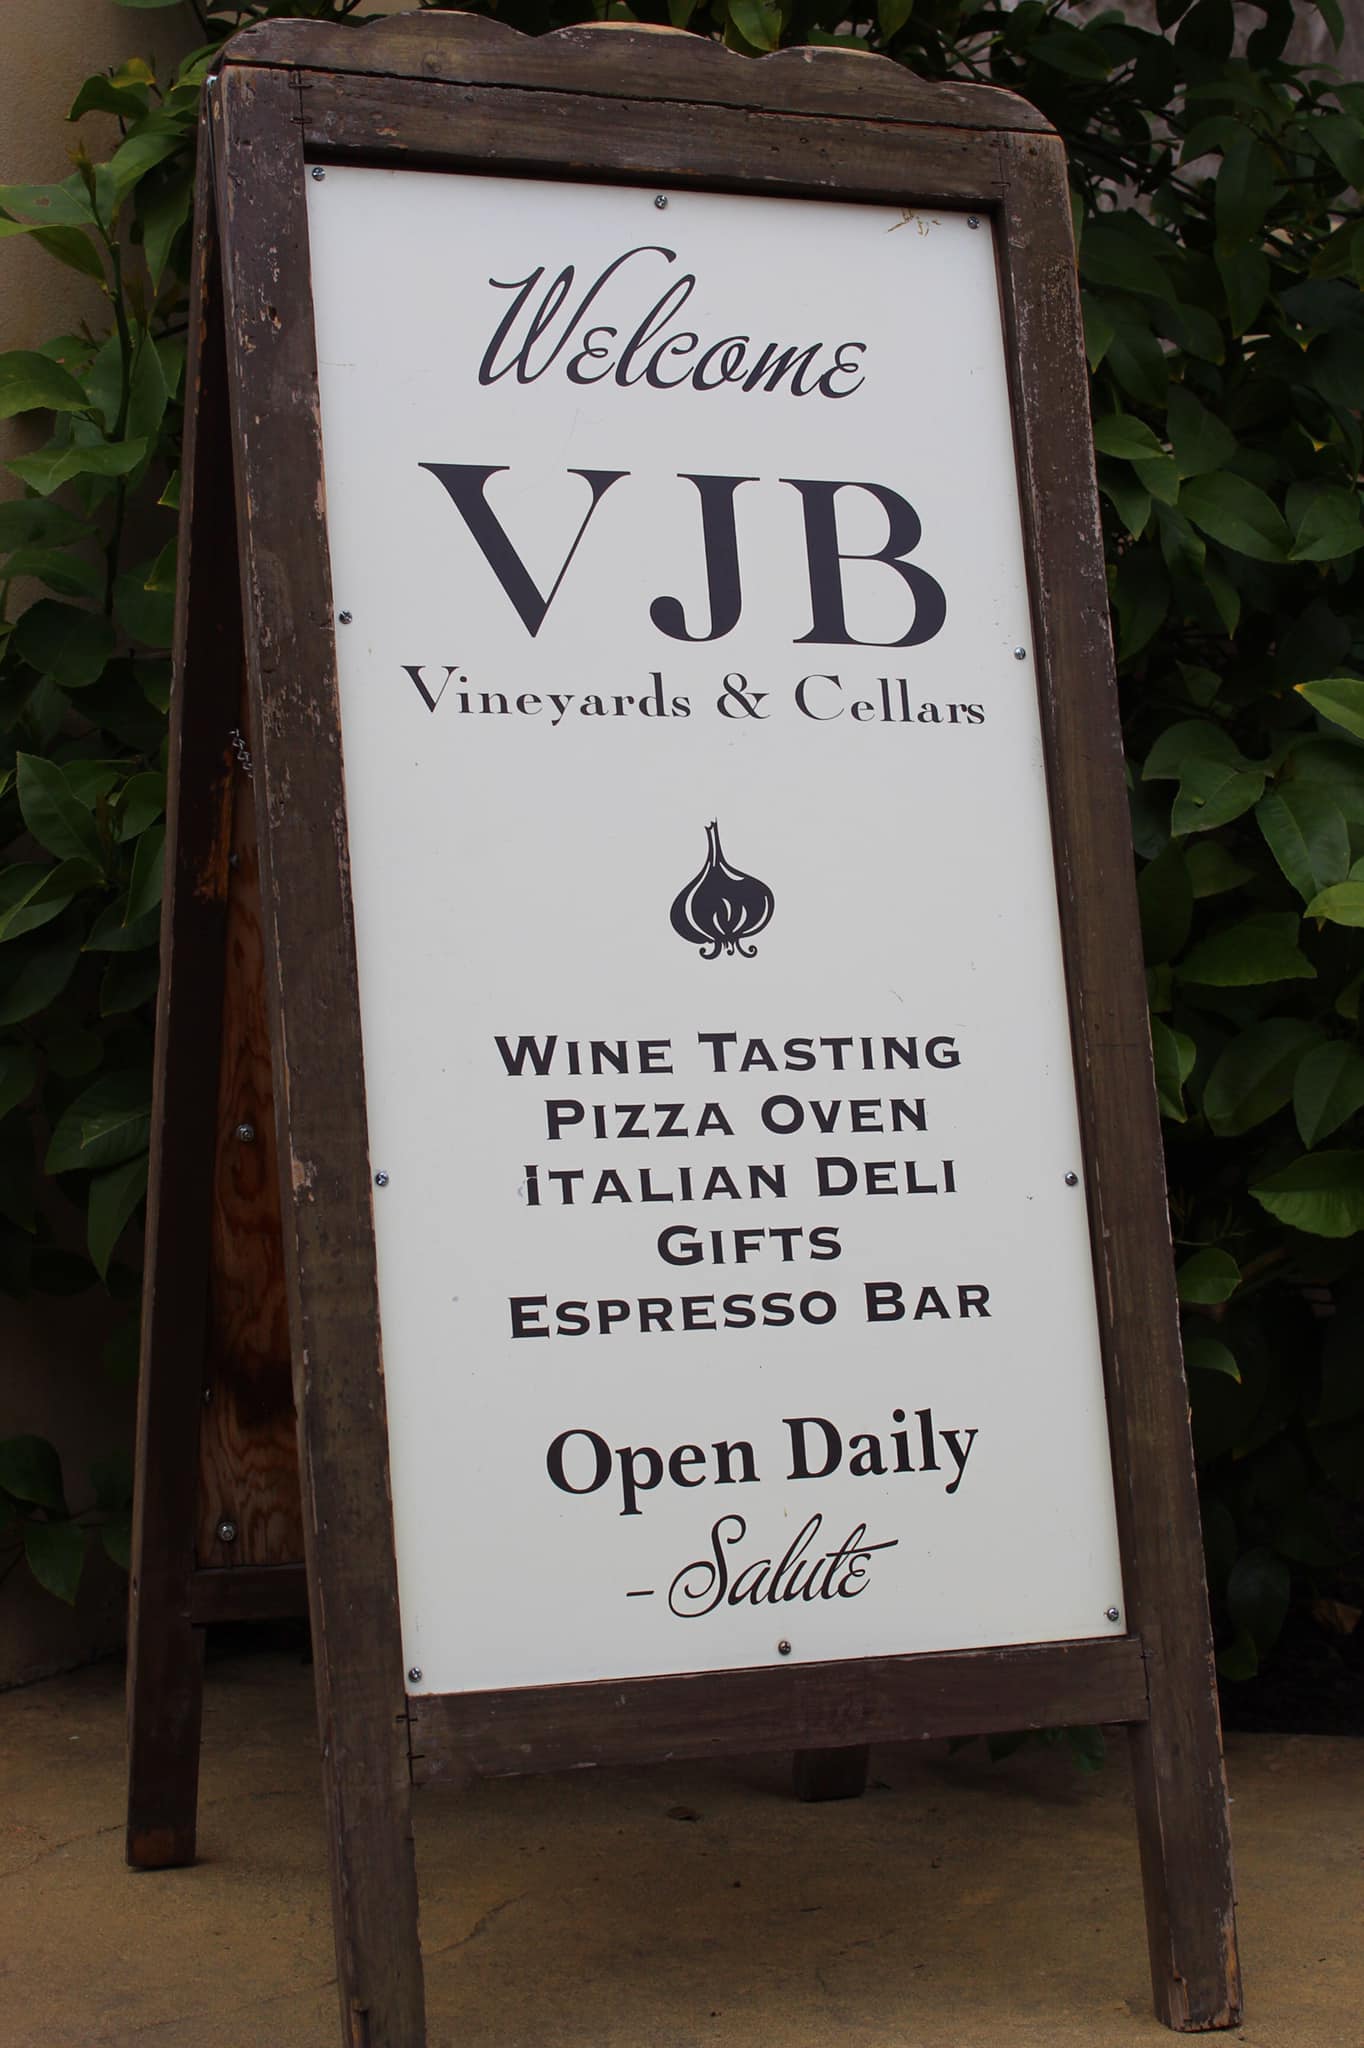 Welcome
VJB
Vineyards & Cellars
WINE TASTING
PIZZA OVEN
ITALIAN DELI
GIFTS
ESPRESSO BAR
Open Daily
- Salute